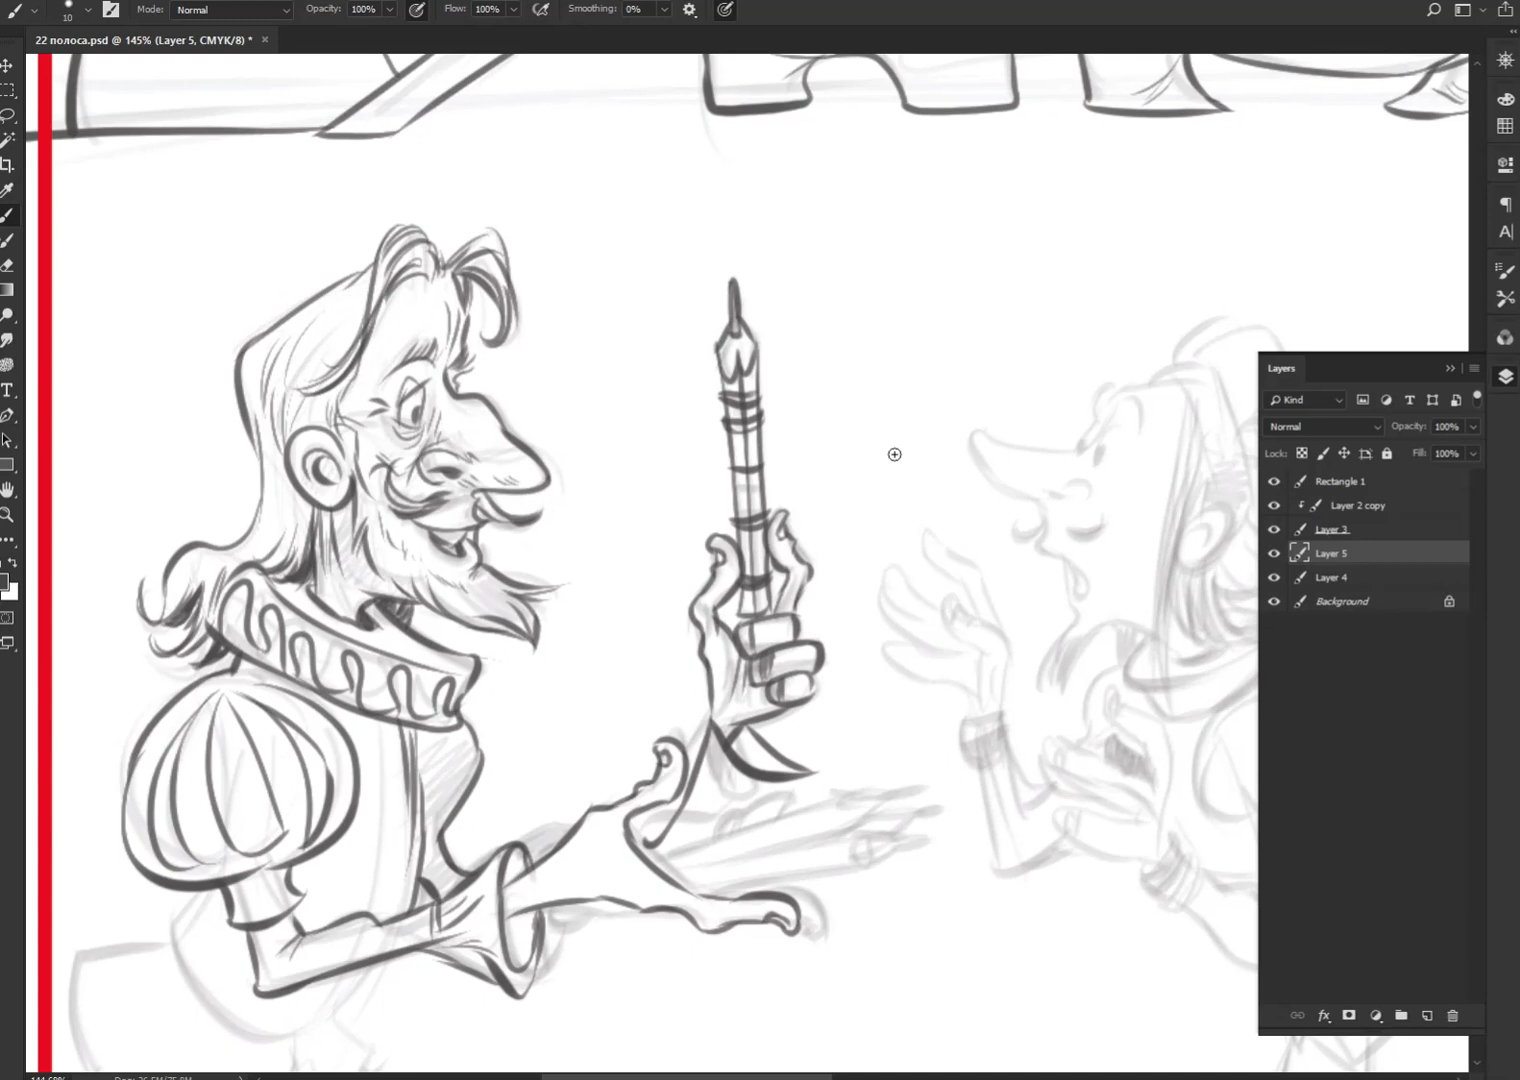 10
Mode: Normal
Opacity: 100%
Flow: 100%
Smoothing: 0%
22 полоса.psd @ 145% (Layer 5, CMYK/8) *
Layers
Kind
Normal
Opacity: 100%
Lock:
Fill: 100%
Rectangle 1
Layer 2 copy
Layer 3
Layer 5
Layer 4
Background